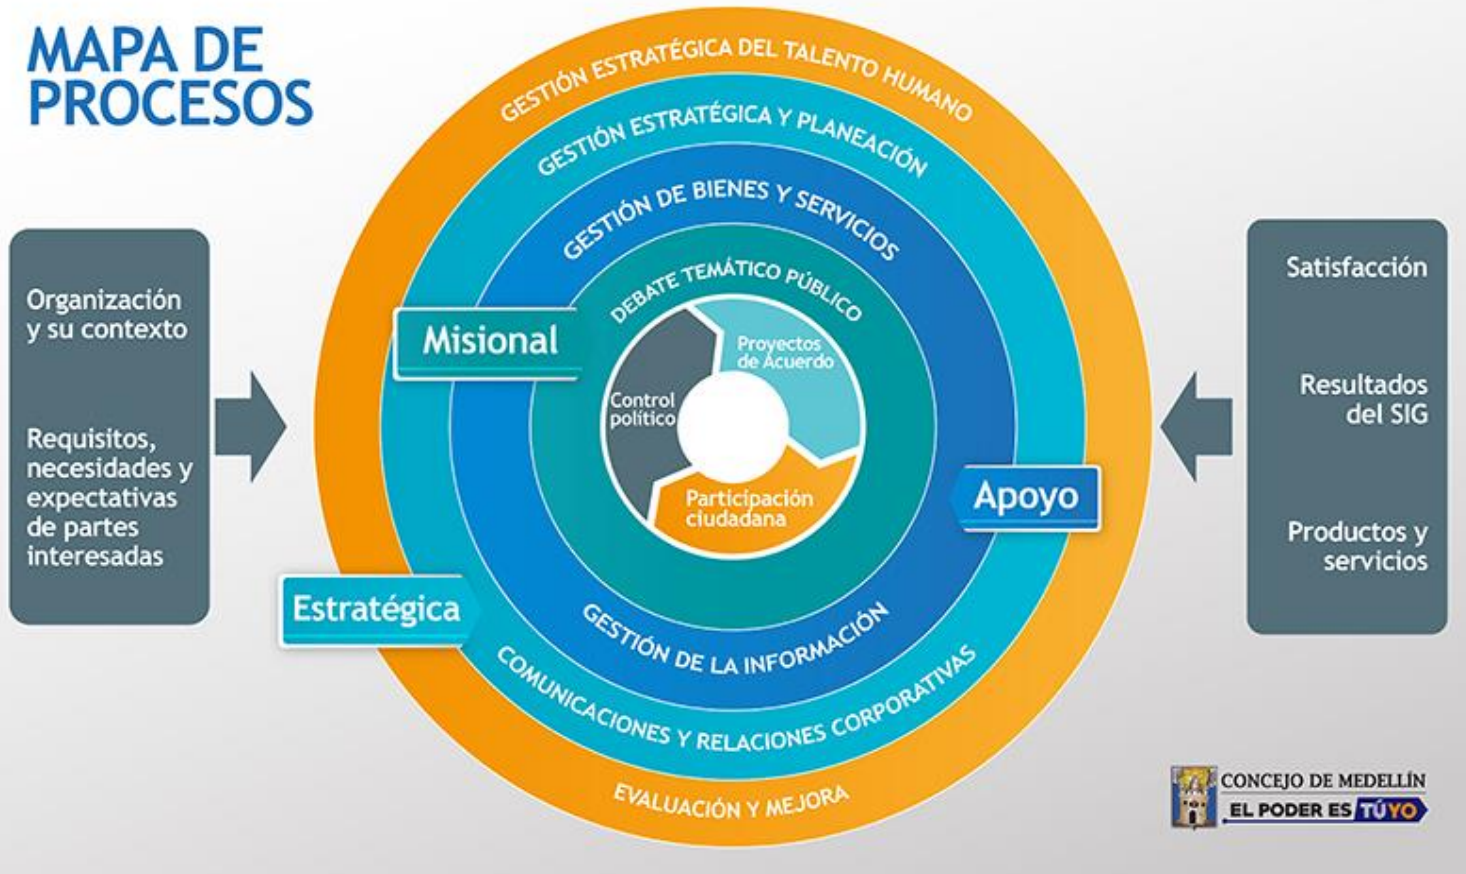 MAPA DE
PROCESOS
GESTIÓN ESTRATÉGICA DEL TALENTO HUMANO
GESTIÓN ESTRATÉGICA Y PLANEACIÓN
GESTIÓN DE BIENES Y SERVICIOS
DEBATE TEMÁTICO PÚBLICO
Organización
y su contexto
Requisitos,
necesidades y
expectativas
de partes
interesadas
Misional
Proyectos
de Acuerdo
Control
político
Participación
ciudadana
Apoyo
Estratégica
GESTIÓN DE LA INFORMACIÓN
COMUNICACIONES Y RELACIONES CORPORATIVAS
EVALUACIÓN Y MEJORA
Satisfacción
Resultados
del SIG
Productos y
servicios
CONCEJO DE MEDELLÍN
EL PODER ES TÚYO